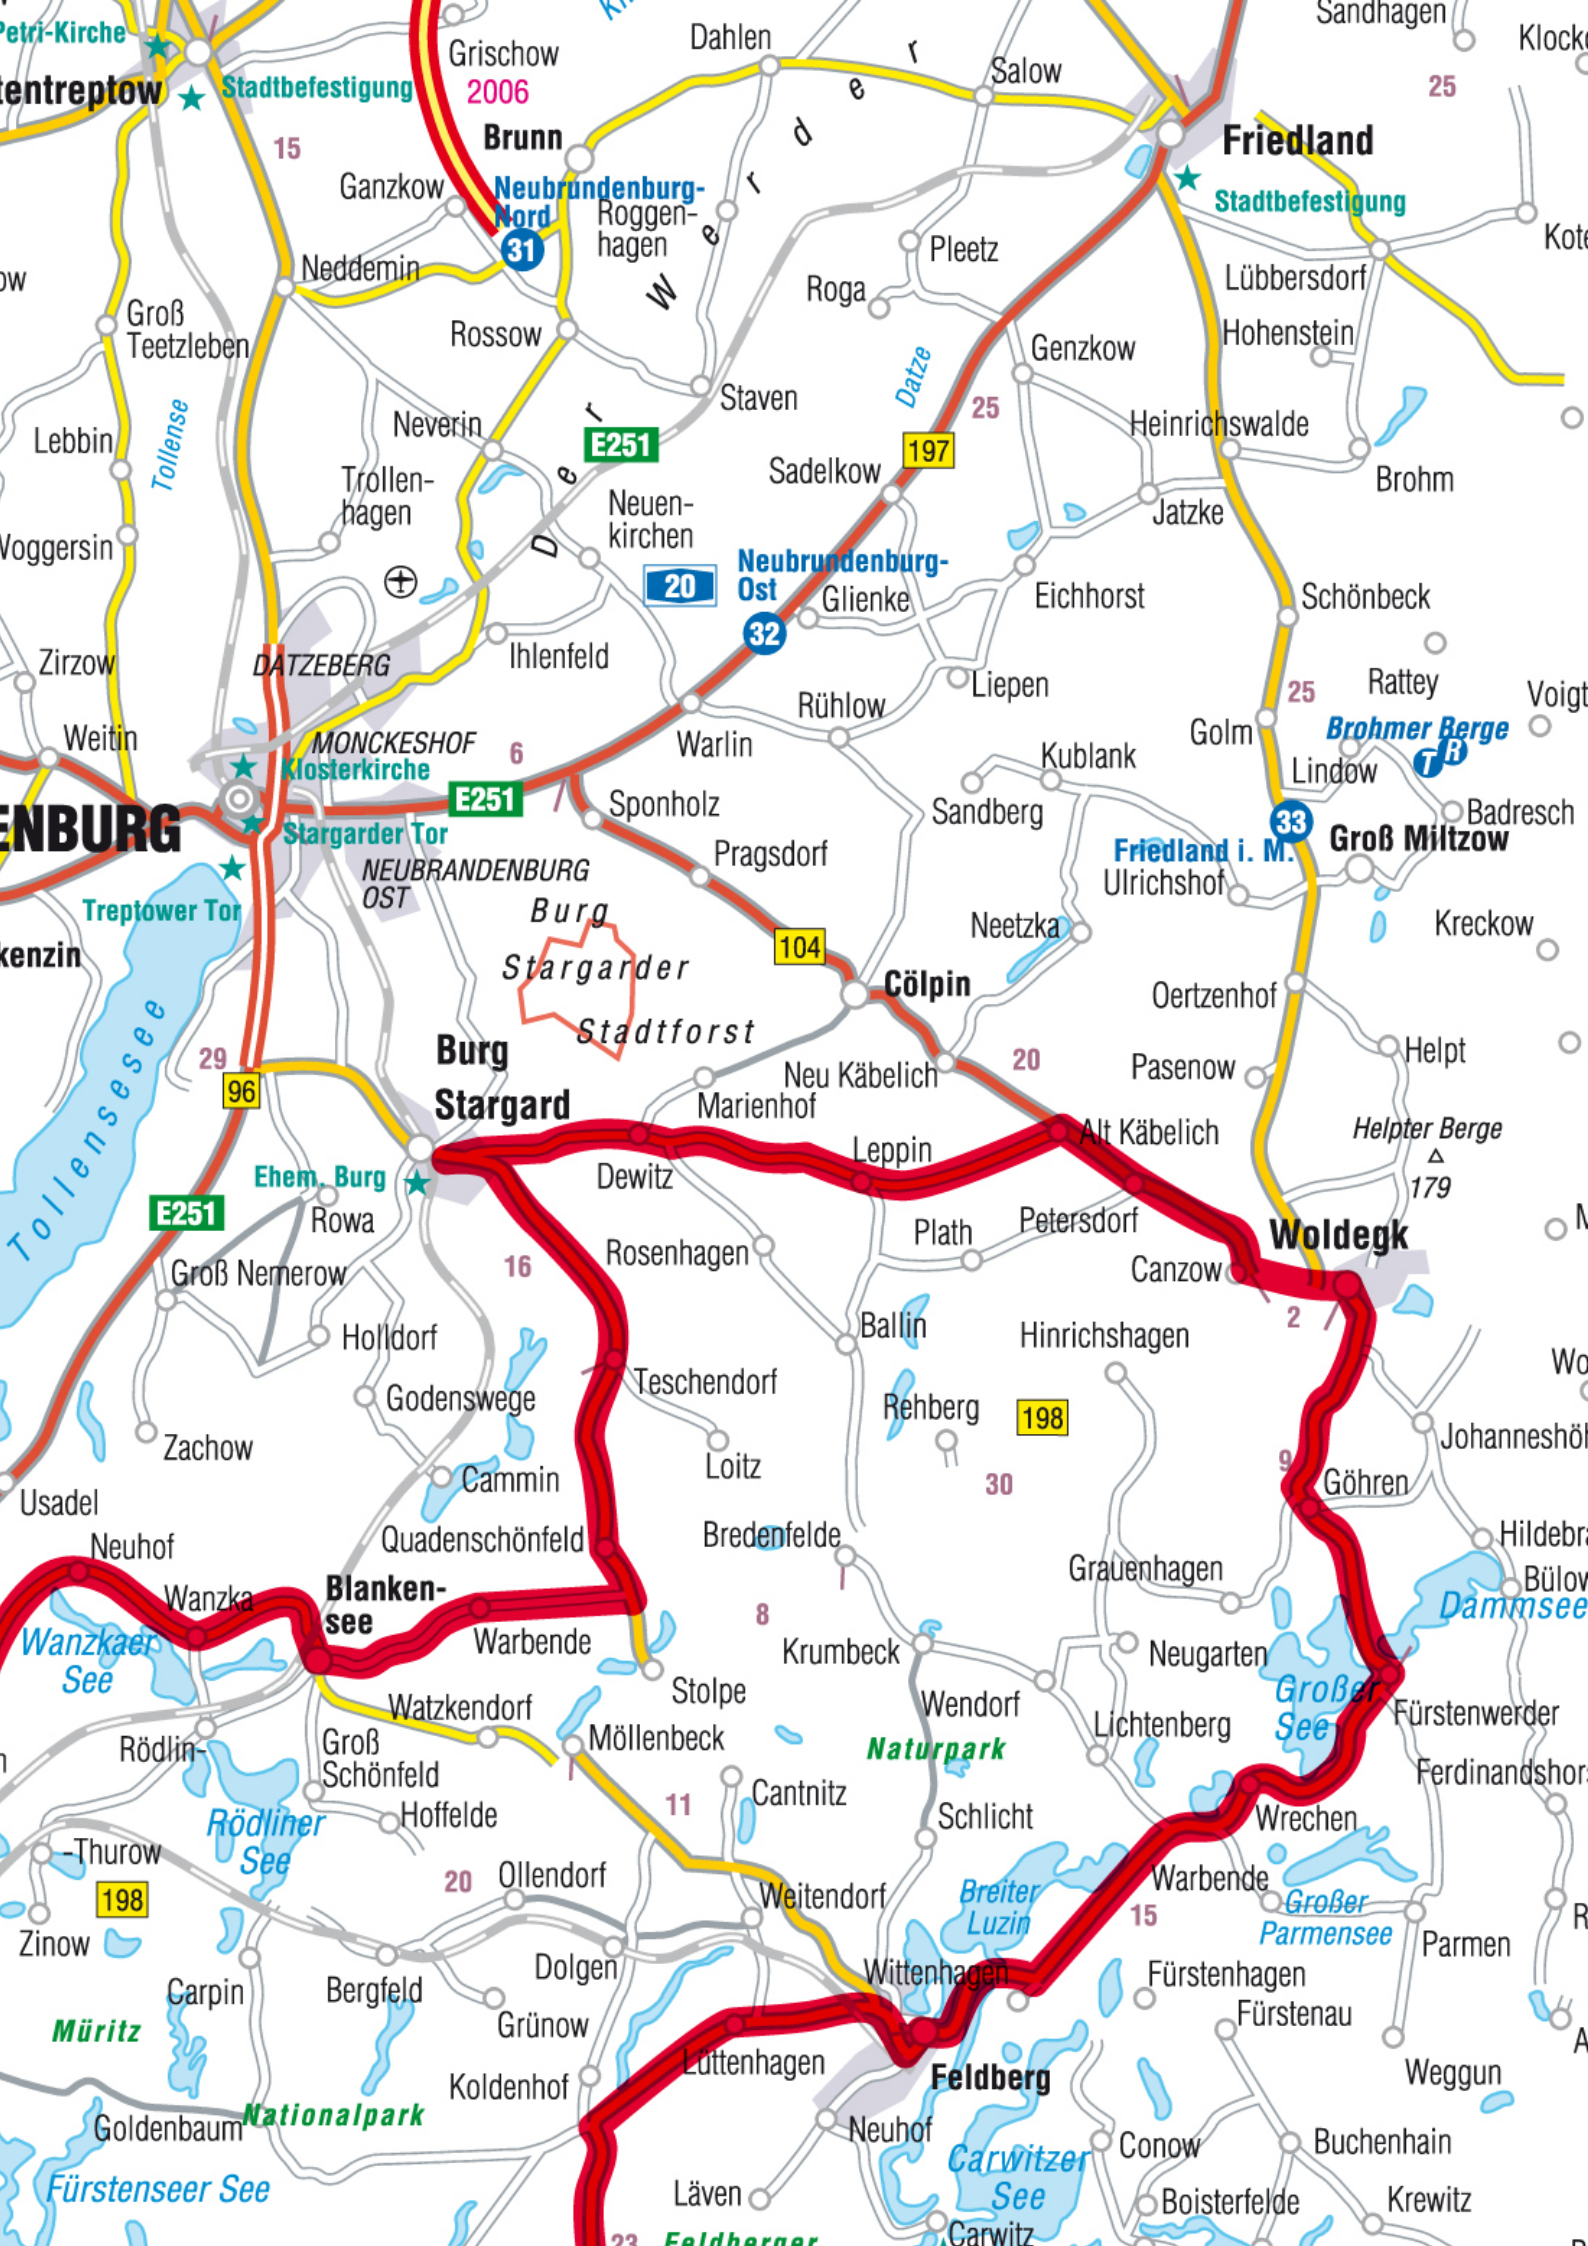 Sandhagen
Petri-Kirche
Grischow
2006
Dahlen
Salow
25
tentreptow
Stadtbefestigung
15
Brunn
Friedland
Stadtbefestigung
Ganzkow
Neubrundenburg-
Nord
31
Roggen-
hagen
Der Werder
Pleetz
Roga
Lübbersdorf
Neddemin
Groß
Teetzleben
Rossow
Hohenstein
Genzkow
Datze
25
Staven
Tollense
Lebbin
Neverin
E251
197
Heinrichswalde
Sadelkow
Brohm
Trollen-
hagen
Neuen-
kirchen
Jatzke
Woggersin
20
Neubrundenburg-
Ost
32
Glienke
Eichhorst
Schönbeck
Zirzow
DATZEBERG
Ihlenfeld
Liepen
Rattey
25
Rühlow
Golm
Brohmer Berge
T
R
Weitin
MONCKESHOF
6
Warlin
Kublank
Lindow
Klosterkirche
E251
Sponholz
Sandberg
33
Badresch
ENBURG
Stargarder Tor
Friedland i. M.
Groß Miltzow
Pragsdorf
NEUBRANDENBURG
OST
Ulrichshof
Treptower Tor
Burg
Stargarder
Stadtforst
Neetzka
Kreckow
kenzin
104
Cölpin
Oertzenhof
Tollensesee
29
96
Burg
Stargard
Neu Käbelich
20
Pasenow
Helpt
Marienhof
Alt Käbelich
Helpter Berge
179
Leppin
Ehem. Burg
Dewitz
E251
Rowa
Rosenhagen
Plath
Petersdorf
Woldegk
16
Groß Nemerow
Canzow
2
Holldorf
Ballin
Hinrichshagen
Teschendorf
Godenswege
Rehberg
198
Zachow
Loitz
Cammin
30
9
Göhren
Usadel
Neuhof
Quadenschönfeld
Bredenfelde
Wanzka
Blanken-
see
Grauenhagen
Dammsee
Wanzkaer
See
Warbende
8
Krumbeck
Neugarten
Stolpe
Großer
See
Watzkendorf
Wendorf
Lichtenberg
Fürstenwerder
Rödlin-
Groß
Schönfeld
Möllenbeck
Naturpark
Cantnitz
Hoffelde
11
Schlicht
Wrechen
Rödliner
See
-Thurow
198
20
Ollendorf
Weitendorf
Breiter
Luzin
Warbende
15
Großer
Parmensee
Zinow
Parmen
Dolgen
Wittenhagen
Carpin
Bergfeld
Fürstenhagen
Fürstenau
Müritz
Grünow
Lüttenhagen
Feldberg
Weggun
Koldenhof
Nationalpark
Goldenbaum
Neuhof
Conow
Buchenhain
Carwitzer
See
Fürstenseer See
Läven
Boisterfelde
Krewitz
Carwitz
23
Feldberger